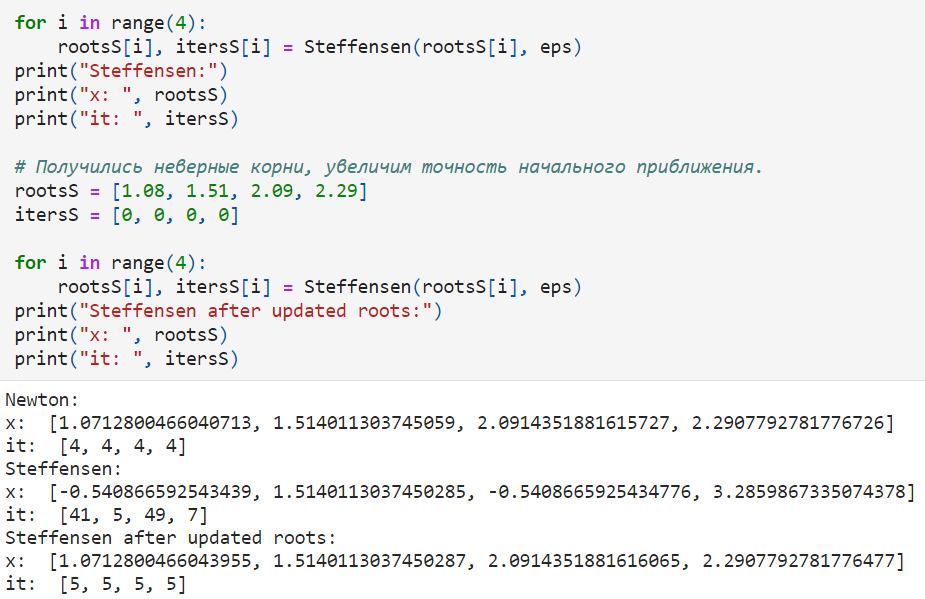 for i in range(4):
    rootsS[i], itersS[i] = Steffensen(rootsS[i], eps)
print("Steffensen:")
print("x: ", rootsS)
print("it: ", itersS)

# Получились неверные корни, увеличим точность начального приближения.
rootsS = [1.08, 1.51, 2.09, 2.29]
itersS = [0, 0, 0, 0]

for i in range(4):
    rootsS[i], itersS[i] = Steffensen(rootsS[i], eps)
print("Steffensen after updated roots:")
print("x: ", rootsS)
print("it: ", itersS)
Newton:
x:  [1.0712800466040713, 1.514011303745059, 2.0914351881615727, 2.2907792781776726]
it:  [4, 4, 4, 4]
Steffensen:
x:  [-0.540866592543439, 1.5140113037450285, -0.5408665925434776, 3.2859867335074378]
it:  [41, 5, 49, 7]
Steffensen after updated roots:
x:  [1.0712800466043955, 1.5140113037450287, 2.0914351881616065, 2.2907792781776477]
it:  [5, 5, 5, 5]